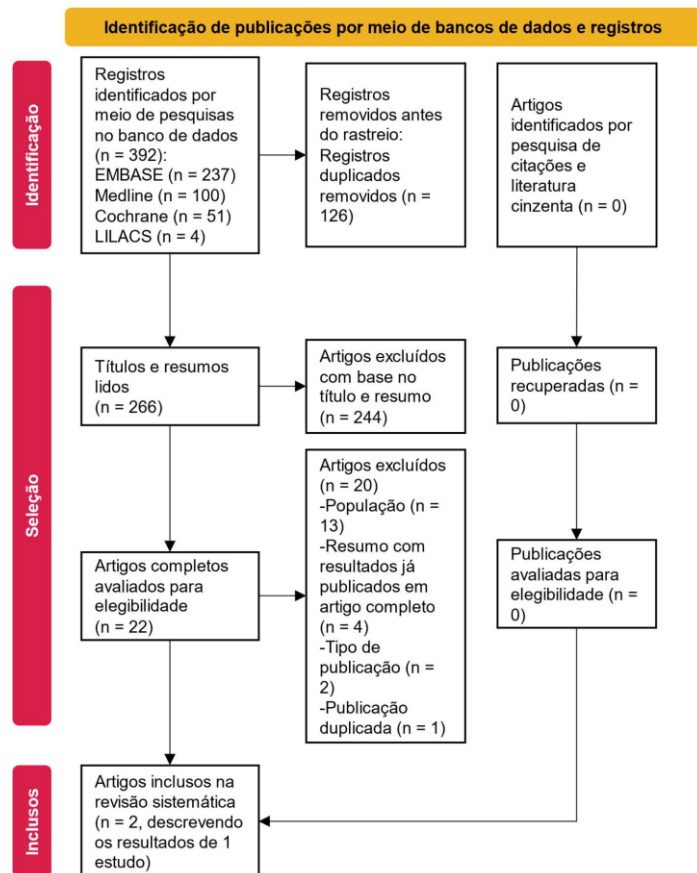 Identificação de publicações por meio de bancos de dados e registros
Identificação
Registros
identificados por
meio de pesquisas
no banco de dados
(n = 392):
EMBASE = 237)
Medline = 100)
Cochrane = 51)
LILACS (n = 4)
Registros
removidos antes
do rastreio:
Registros
duplicados
removidos (n =
126)
Artigos
identificados por
pesquisa de
citações e
literatura
cinzenta (n = 0)
Seleção
Títulos e resumos
lidos
(n = 266)
Artigos excluídos
com base no
título e resumo
(n = 244)
Publicações
recuperadas (n =
0)
Artigos completos
avaliados para
elegibilidade
(n = 22)
Artigos excluídos
(n = 20)
-População (n =
13)
-Resumo com
resultados já
publicados em
artigo completo
(n = 4)
-Tipo de
publicação (n =
2)
-Publicação
duplicada (n = 1)
Publicações
avaliadas para
elegibilidade (n =
0)
Inclusos
Artigos inclusos na
revisão sistemática
(n = 2, descrevendo
os resultados de 1
estudo)